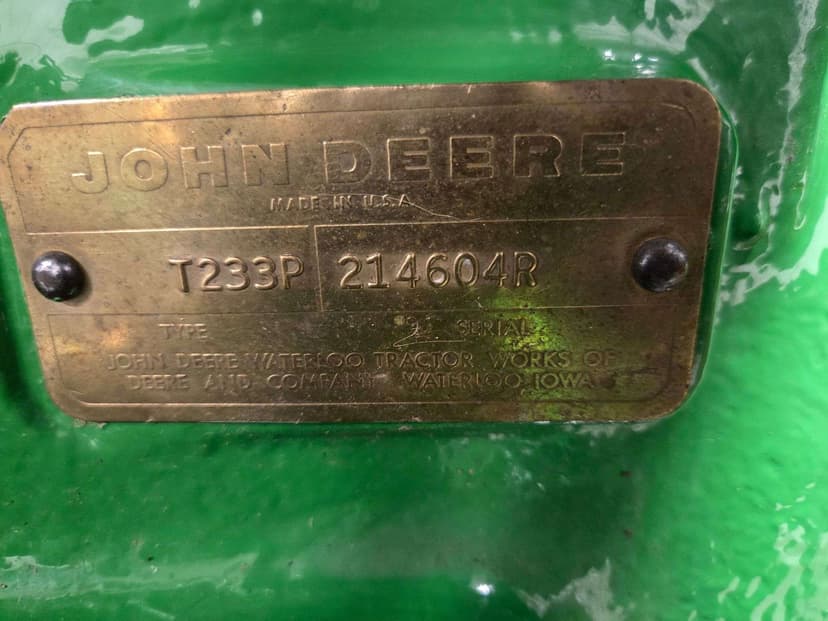 JOHN DEERE
MADE IN U.S.A.
T233P 214604R
TYPE SERIAL
JOHN DEERE WATERLOO TRACTOR WORKS OF
DEERE AND COMPANY WATERLOO IOWA